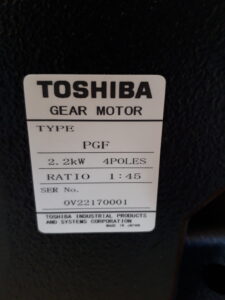 TOSHIBA
GEAR MOTOR
TYPE
PGF
2.2kW 4POLES
RATIO 1:45
SER No.
0V22170001
TOSHIBA INDUSTRIAL PRODUCTS
AND SYSTEMS CORPORATION
MADE IN JAPAN